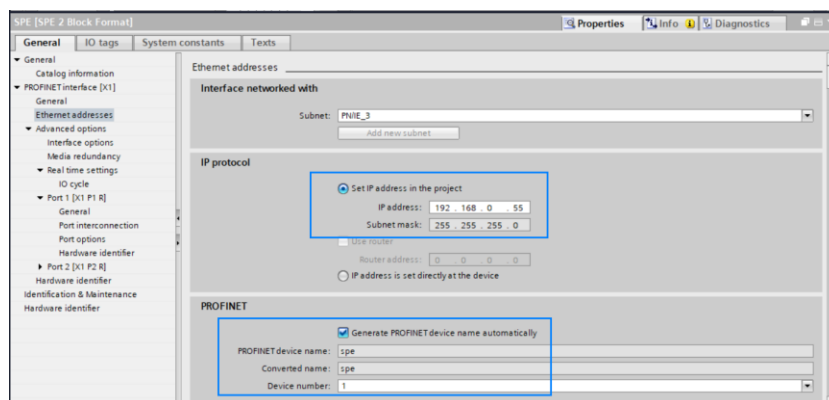 SPE [SPE 2 Block Format]
Properties Info Diagnostics
General IO tags System constants Texts
General
Catalog information
PROFINET interface [X1]
General
Ethernet addresses
Advanced options
Interface options
Media redundancy
Real time settings
IO cycle
Port 1 [X1 P1 R]
General
Port interconnection
Port options
Hardware identifier
Port 2 [X1 P2 R]
Hardware identifier
Identification & Maintenance
Hardware identifier
Ethernet addresses
Interface networked with
Subnet: PN/IE_3
Add new subnet
IP protocol
Set IP address in the project
IP address: 192 . 168 . 0 . 55
Subnet mask: 255 . 255 . 255 . 0
Use router
Router address: 0 . 0 . 0 . 0
IP address is set directly at the device
PROFINET
Generate PROFINET device name automatically
PROFINET device name: spe
Converted name: spe
Device number: 1